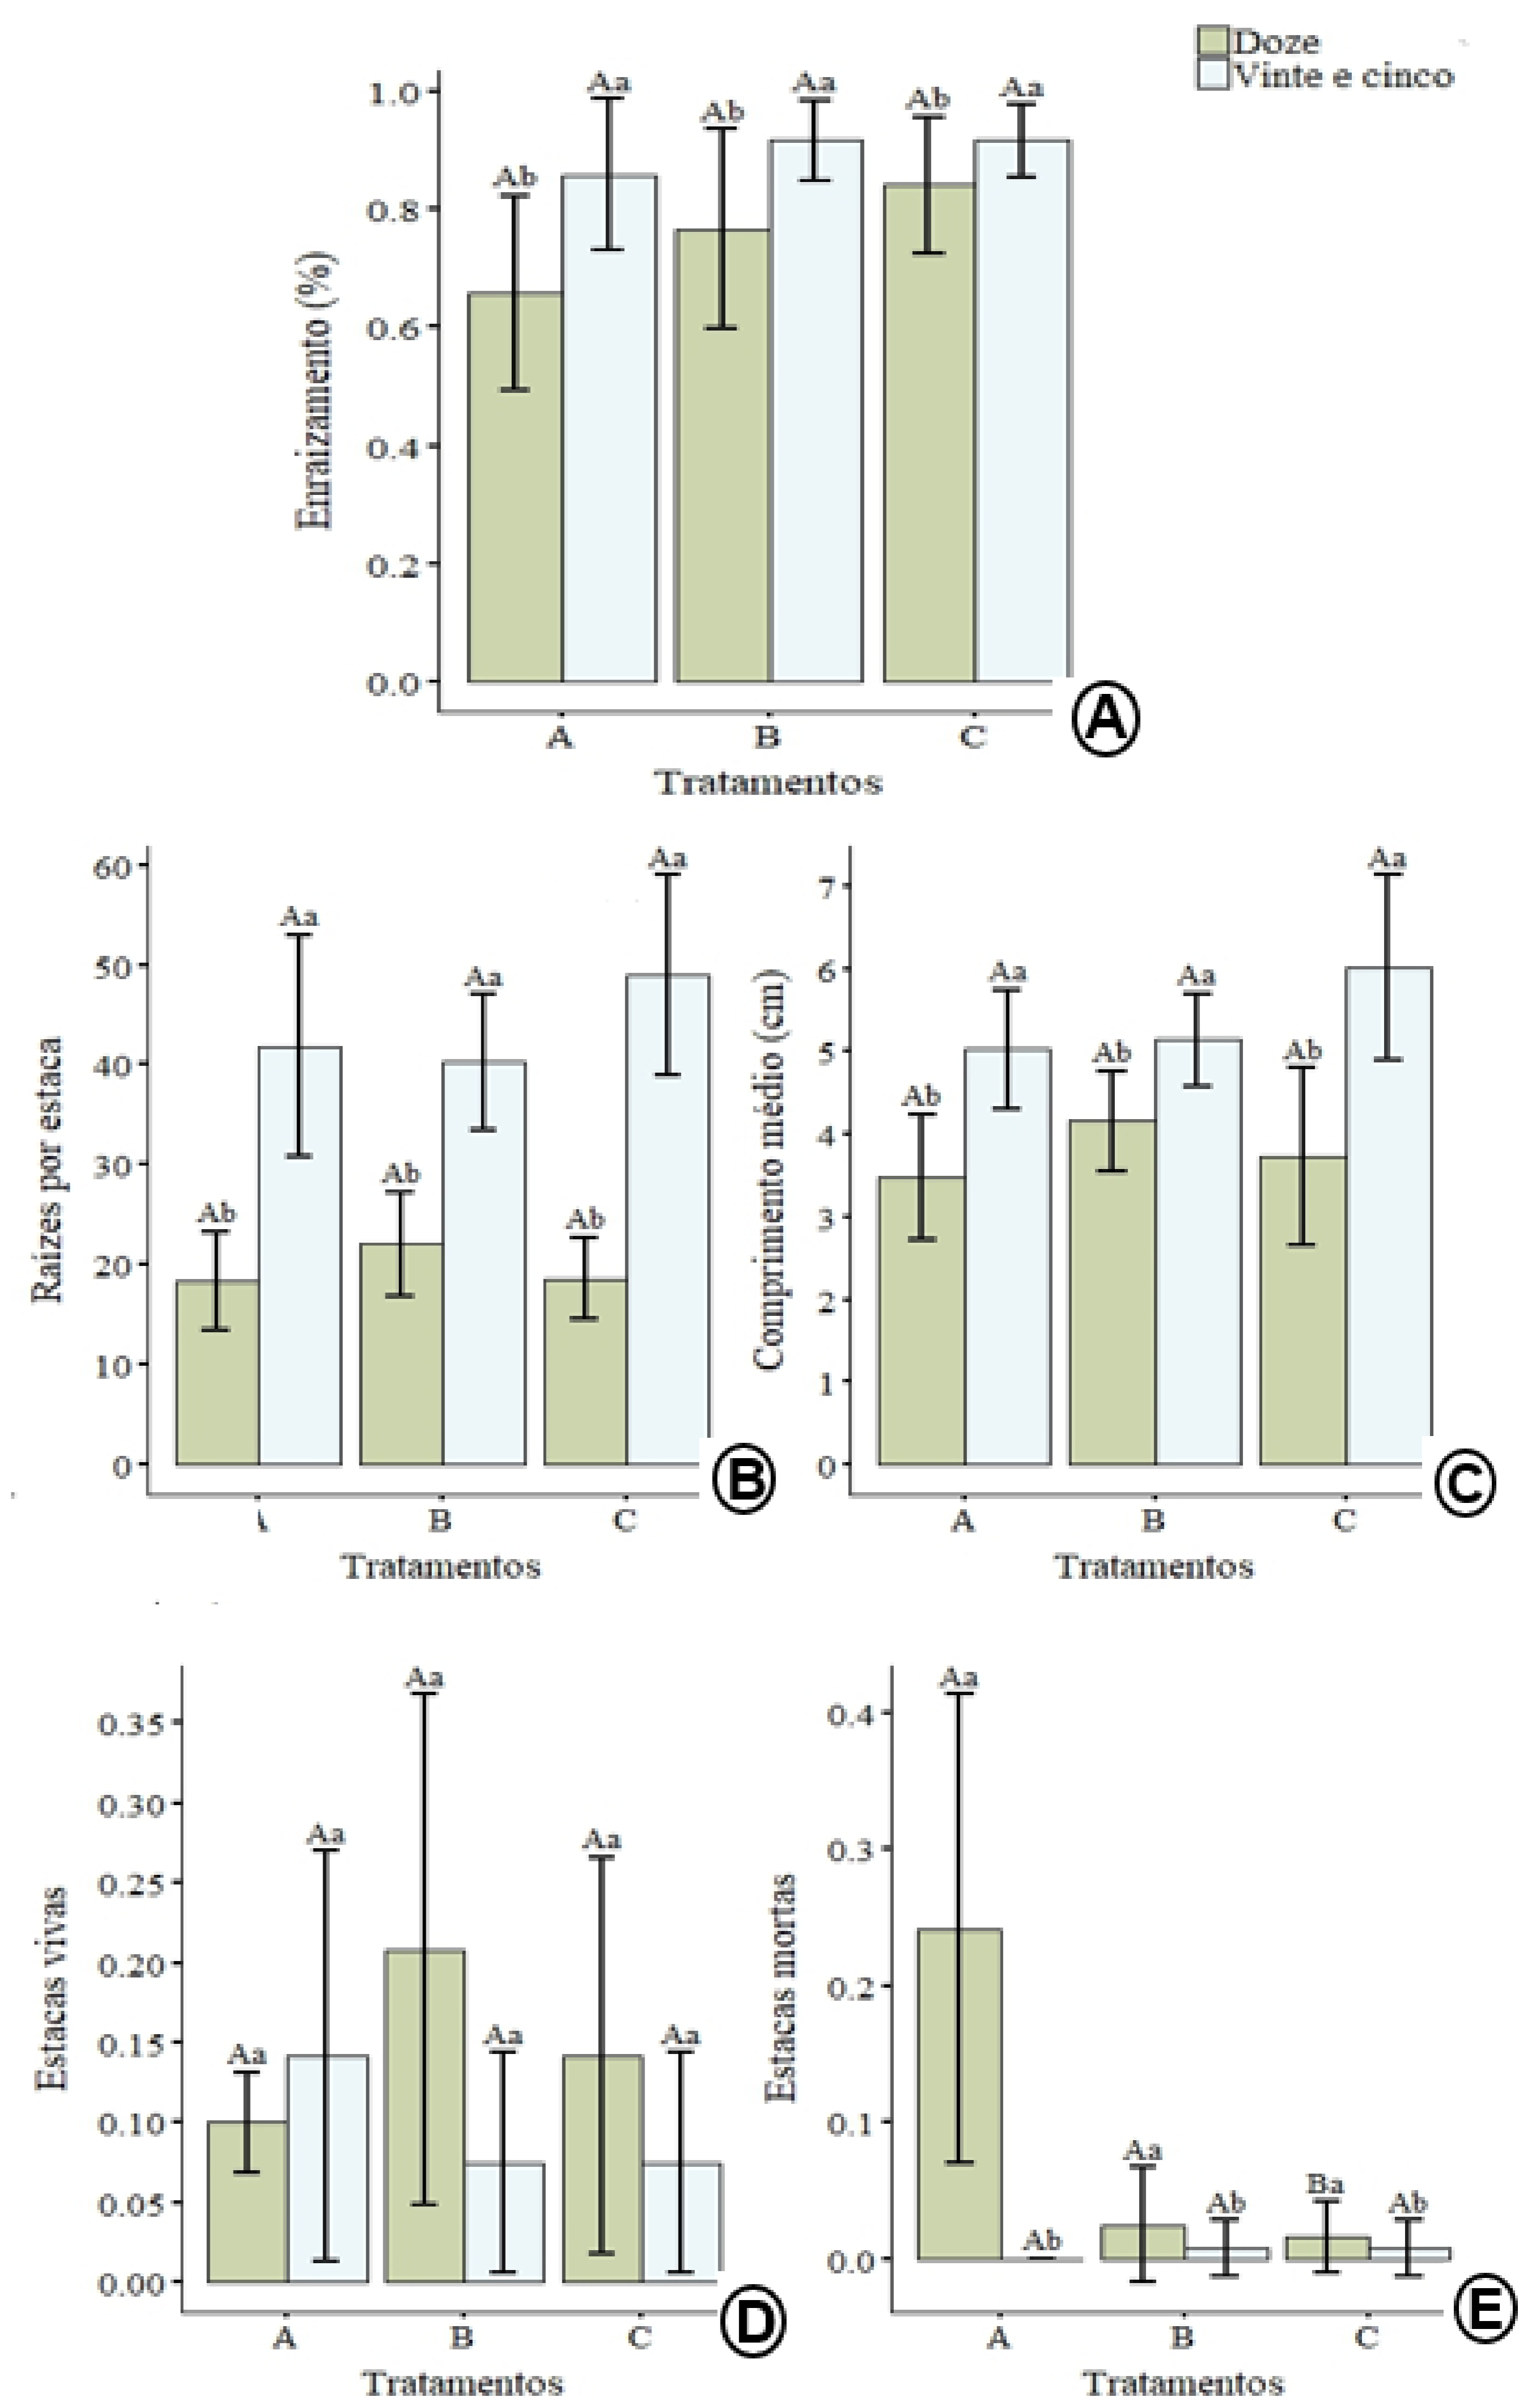 Doze
Vinte e cinco
Enraizamento (%)
1.0
0.8
0.6
0.4
0.2
0.0
Ab
Aa
Ab
Aa
Ab
Aa
A
B
C
Tratamentos
A
Raizes por estaca
60
50
40
30
20
10
0
Ab
Aa
Ab
Aa
Ab
Aa
B
C
Tratamentos
B
Comprimento médio (cm)
7
6
5
4
3
2
1
0
Ab
Aa
Ab
Aa
Ab
Aa
A
B
C
Tratamentos
C
Estacas vivas
0.35
0.30
0.25
0.20
0.15
0.10
0.05
0.00
Aa
Aa
Aa
Aa
Aa
Aa
A
B
C
Tratamentos
D
Estacas mortas
0.4
0.3
0.2
0.1
0.0
Aa
Ab
Aa
Ab
Ba
Ab
A
B
C
Tratamentos
E